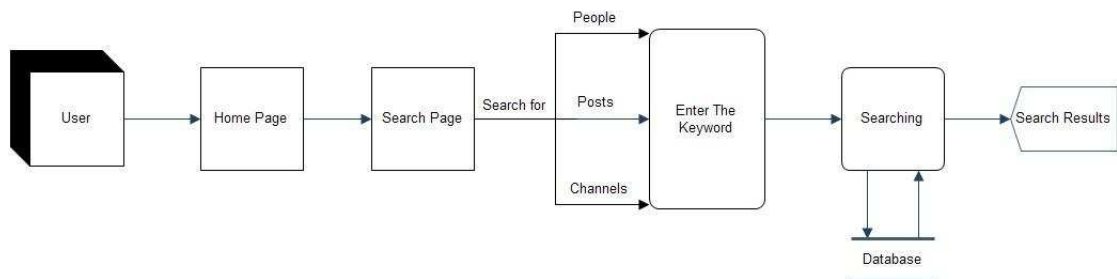 People
User
Home Page
Search Page
Search for
Posts
Enter The
Keyword
Searching
Search Results
Channels
Database